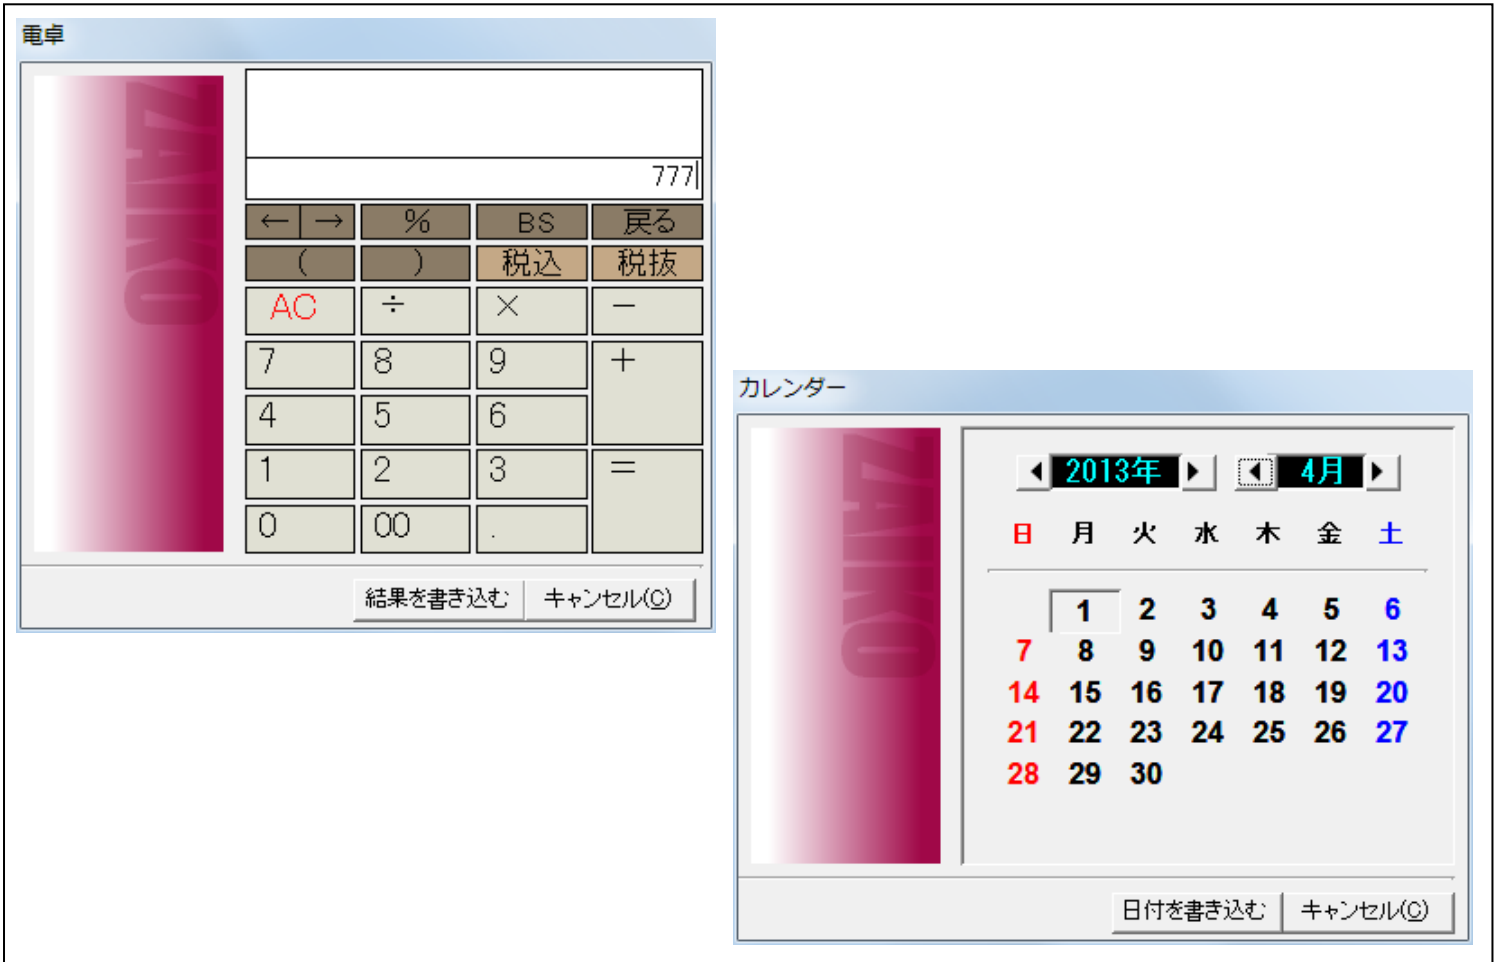 電卓
ZAIKO
777
← → % BS 戻る
( ) 税込 税抜
AC ÷ × −
7 8 9 +
4 5 6
1 2 3 =
0 00 .
結果を書き込む キャンセル(C)
カレンダー
ZAIKO
2013年 4月
日 月 火 水 木 金 土
1 2 3 4 5 6
7 8 9 10 11 12 13
14 15 16 17 18 19 20
21 22 23 24 25 26 27
28 29 30
日付を書き込む キャンセル(C)